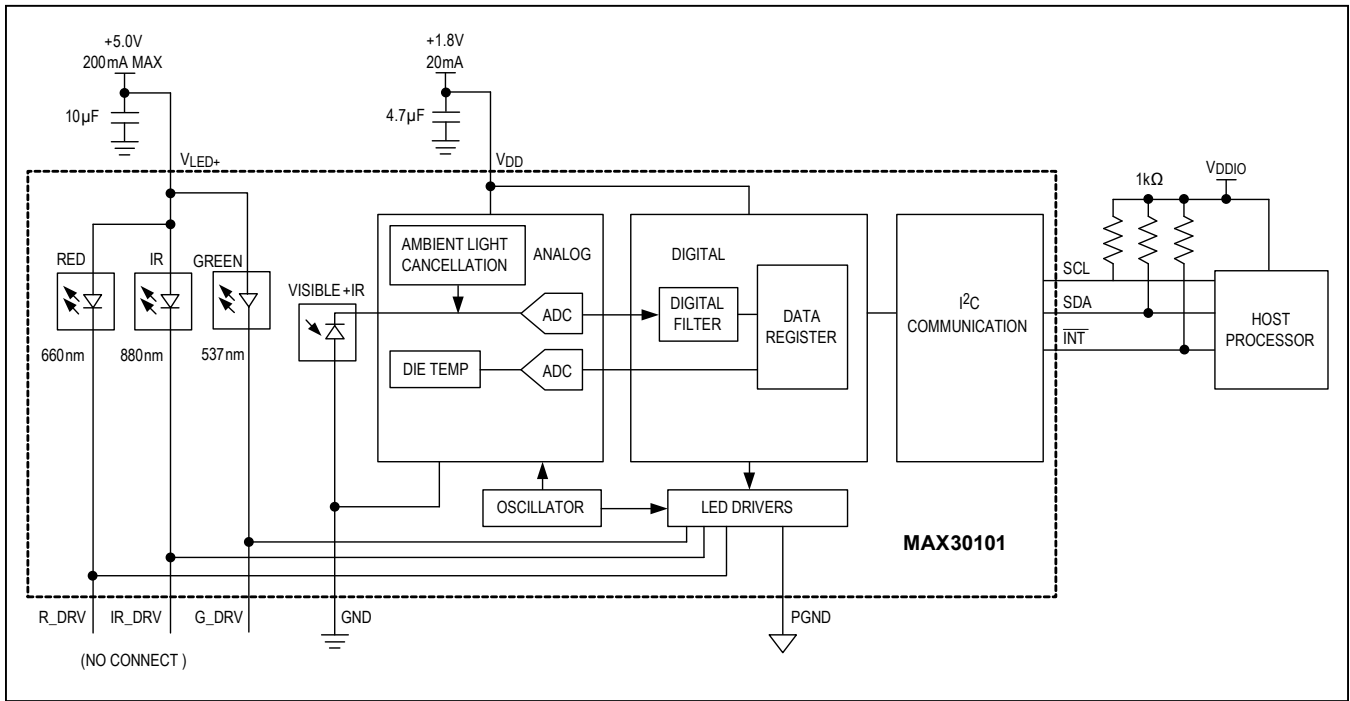 +5.0V
200mA MAX
10µF
VLED+
+1.8V
20mA
4.7µF
VDD
RED
IR
GREEN
660nm
880nm
537nm
VISIBLE+IR
AMBIENT LIGHT
CANCELLATION
ANALOG
ADC
DIE TEMP
ADC
DIGITAL
DIGITAL
FILTER
DATA
REGISTER
I²C
COMMUNICATION
1kΩ
VDDIO
SCL
SDA
INT
HOST
PROCESSOR
OSCILLATOR
LED DRIVERS
MAX30101
R_DRV
IR_DRV
G_DRV
GND
PGND
(NO CONNECT )